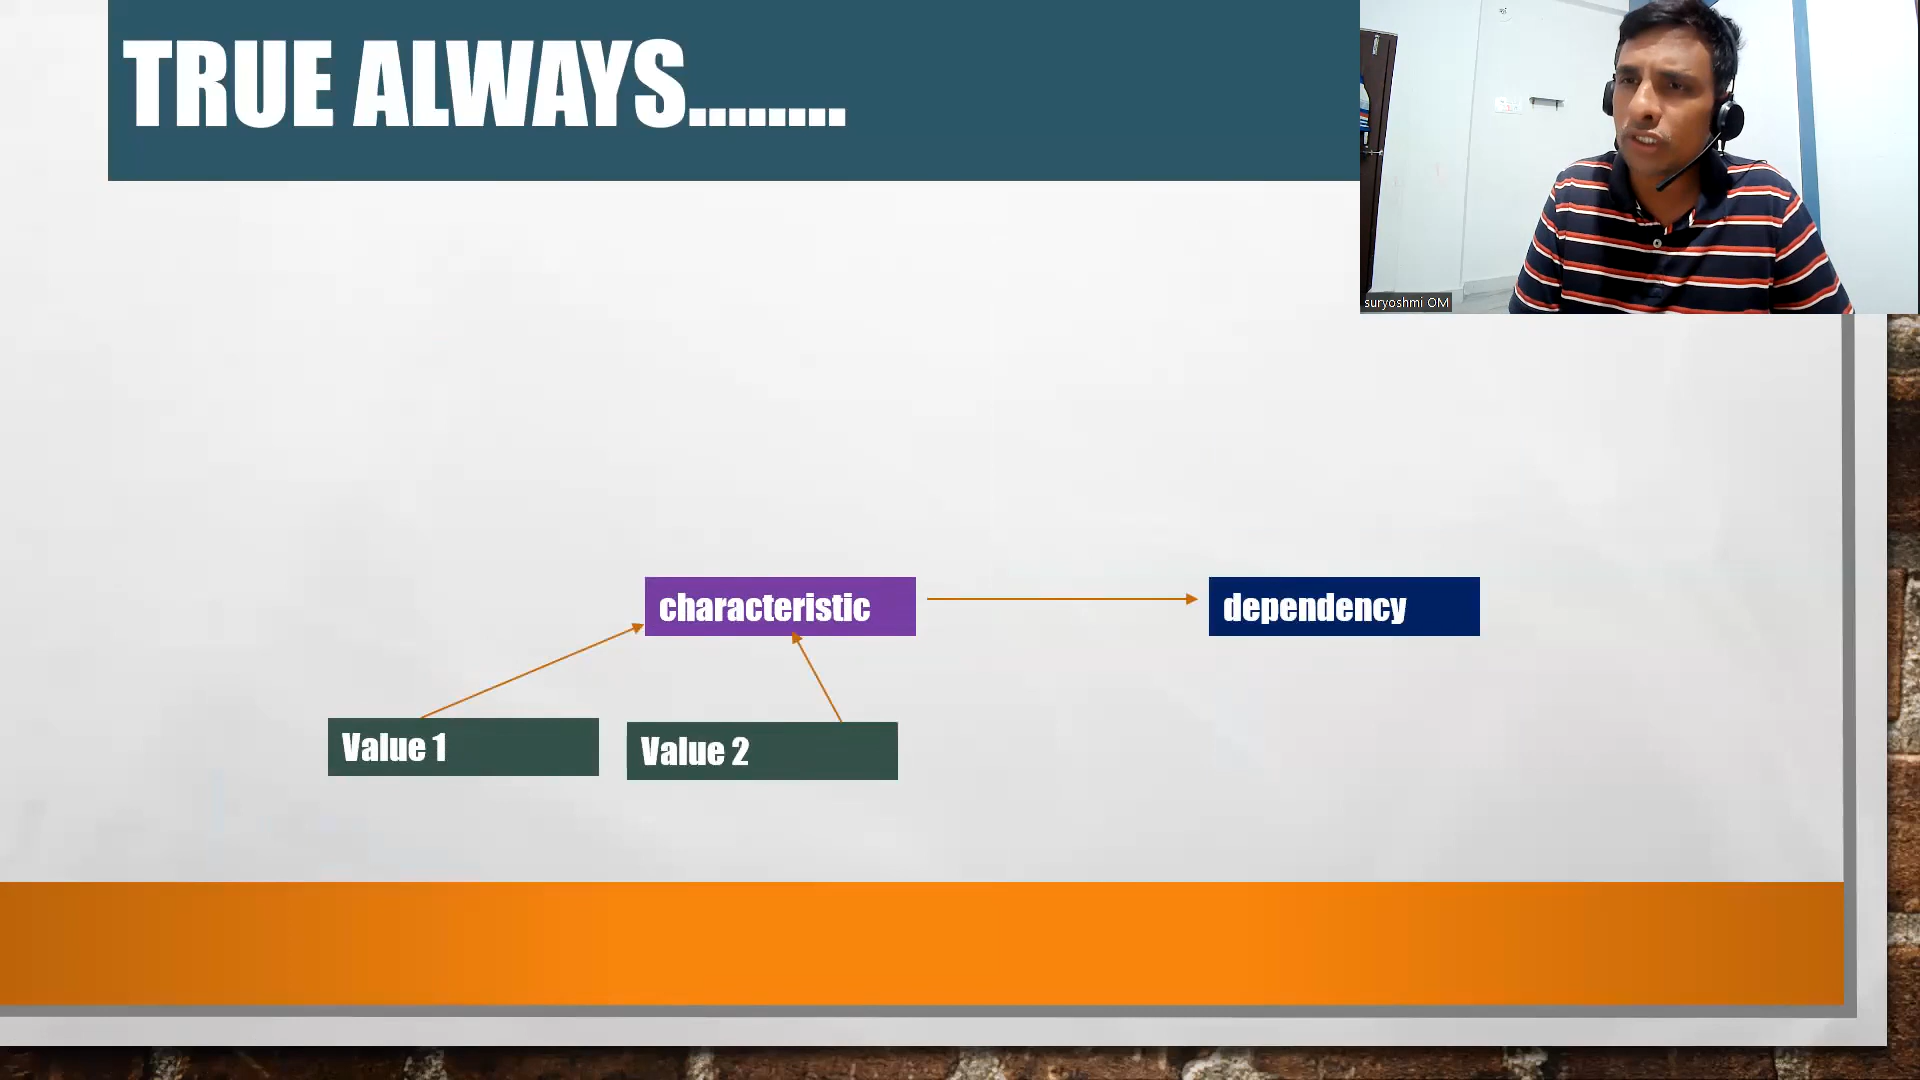 TRUE ALWAYS........
suryoshmi OM
characteristic
dependency
Value 1
Value 2